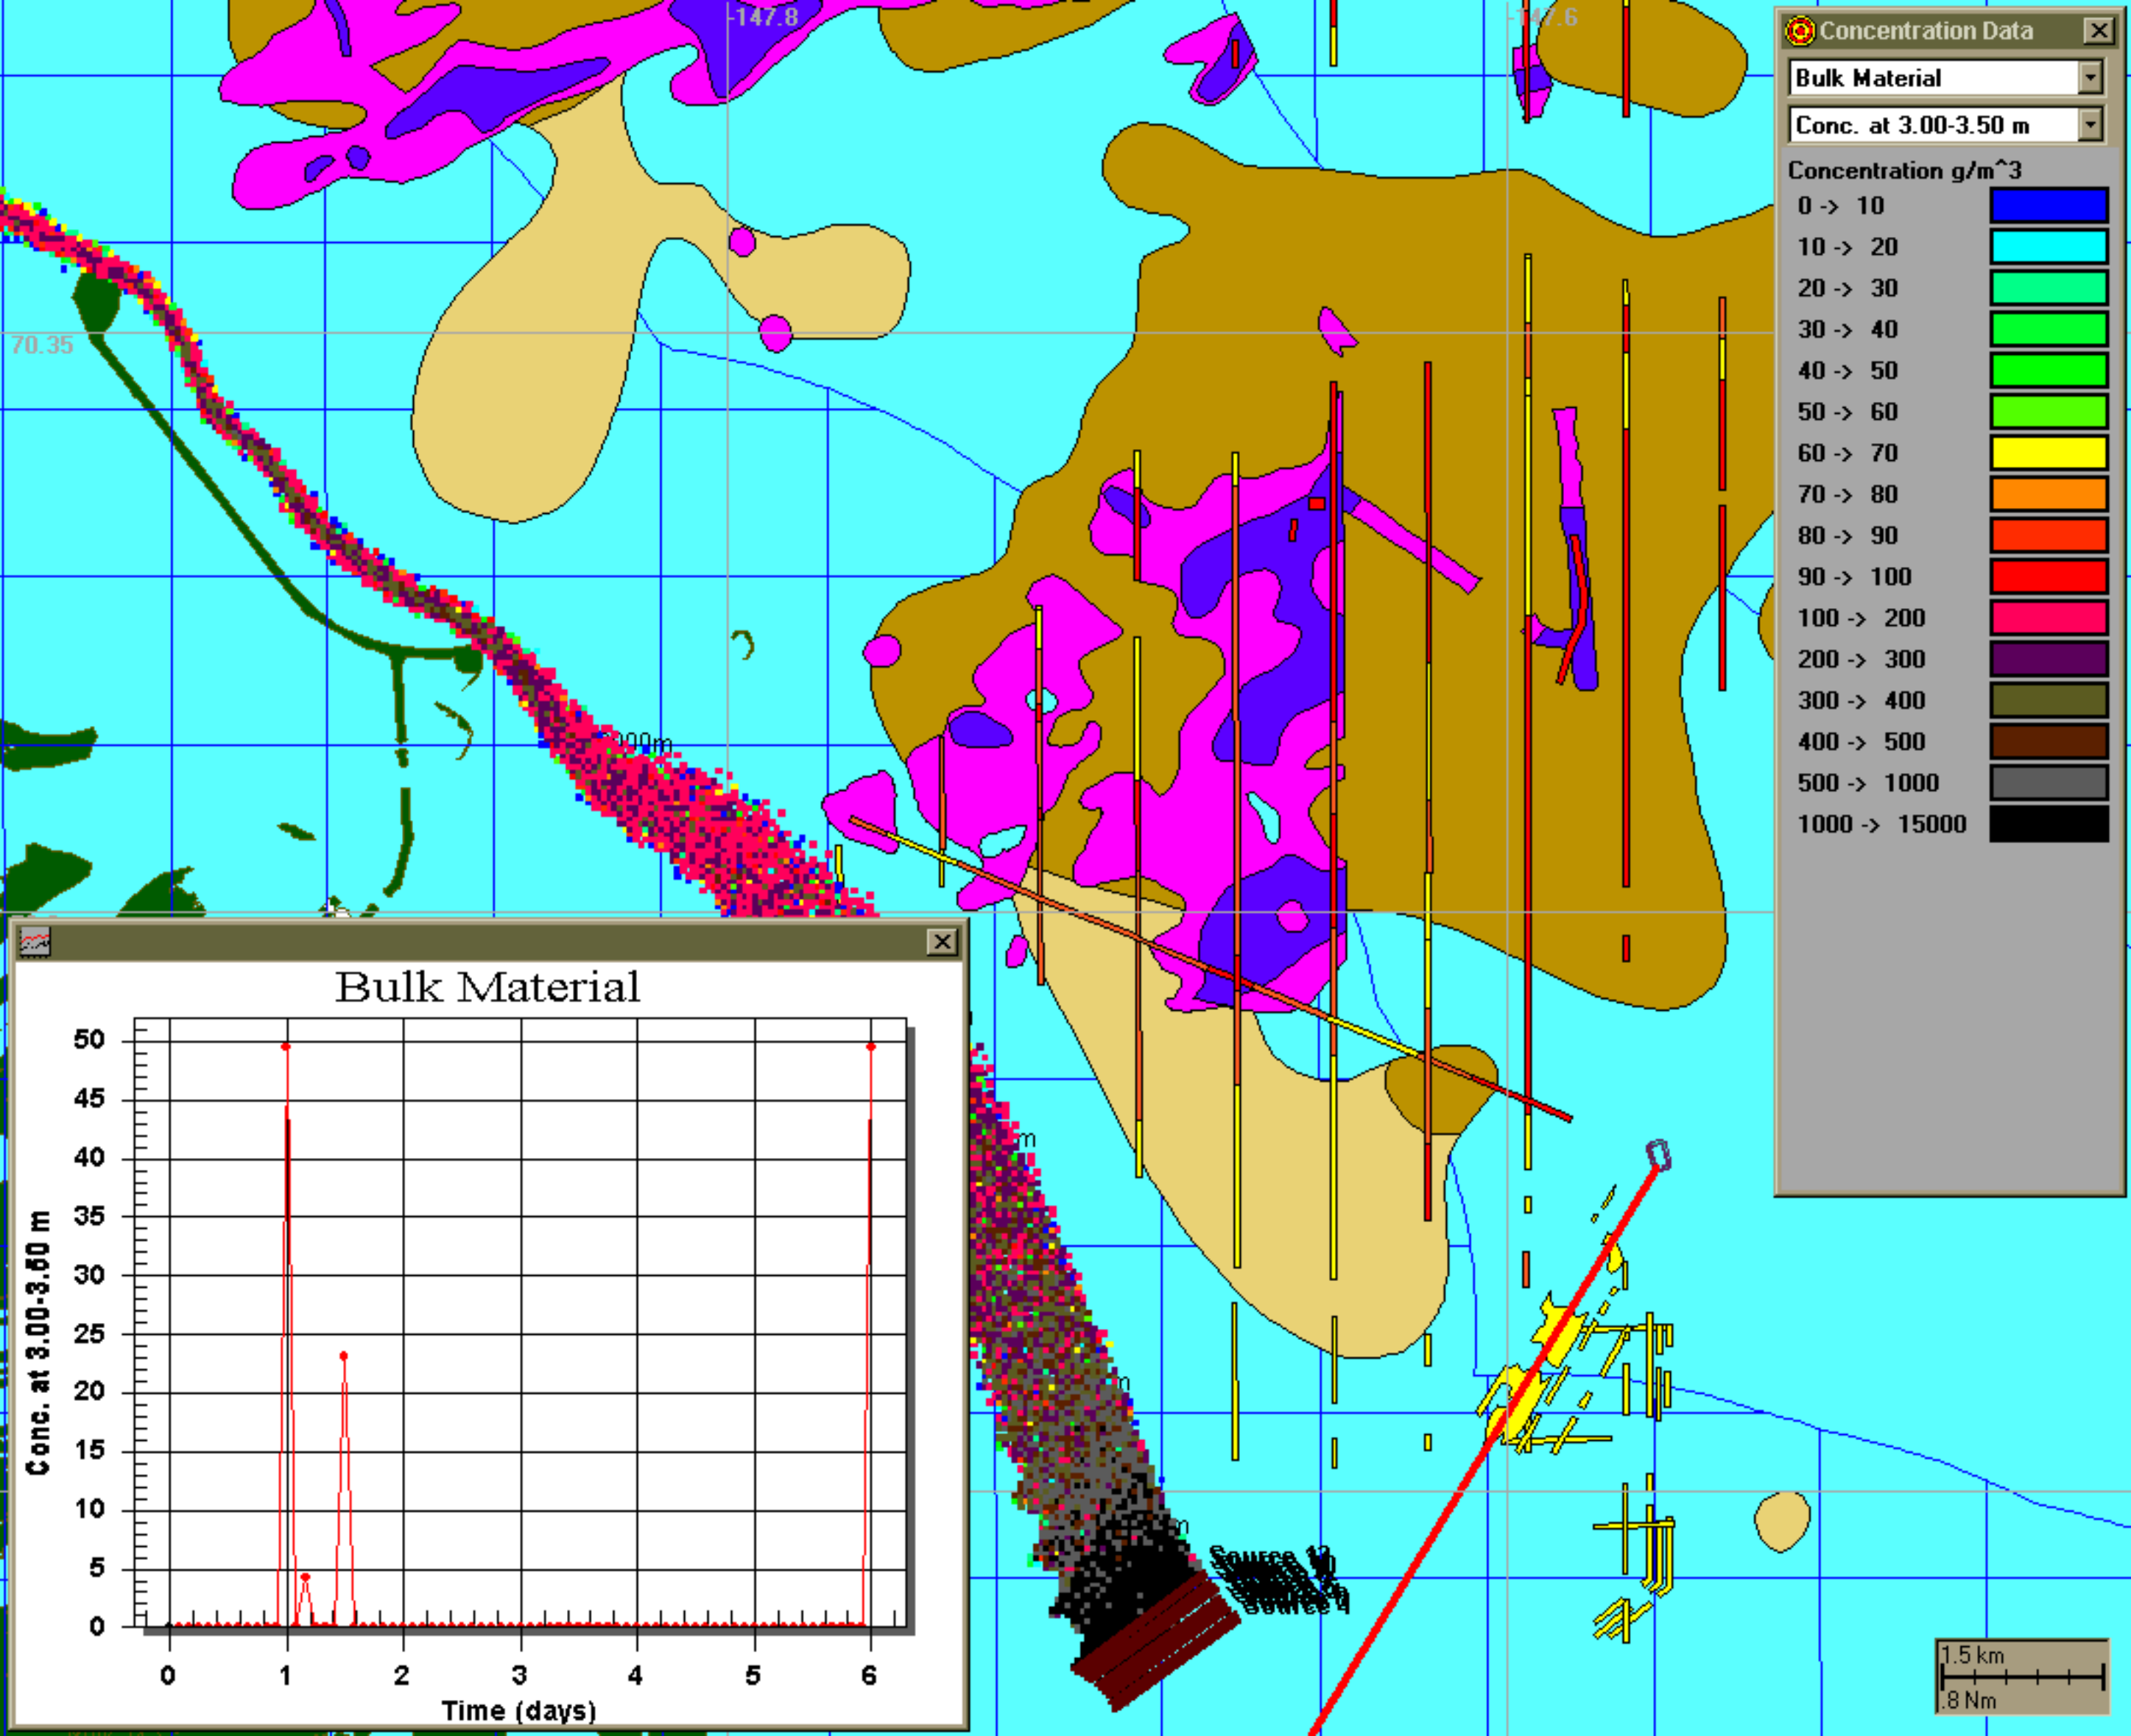 -147.8
-147.6
70.35
Concentration Data
Bulk Material
Conc. at 3.00-3.50 m
Concentration g/m^3
0 -> 10
10 -> 20
20 -> 30
30 -> 40
40 -> 50
50 -> 60
60 -> 70
70 -> 80
80 -> 90
90 -> 100
100 -> 200
200 -> 300
300 -> 400
400 -> 500
500 -> 1000
1000 -> 15000
m
m
m
Source 12
Source 4
Bulk Material
50
45
40
35
30
25
20
15
10
5
0
Conc. at 3.00-3.50 m
0 1 2 3 4 5 6
Time (days)
1.5 km
.8 Nm